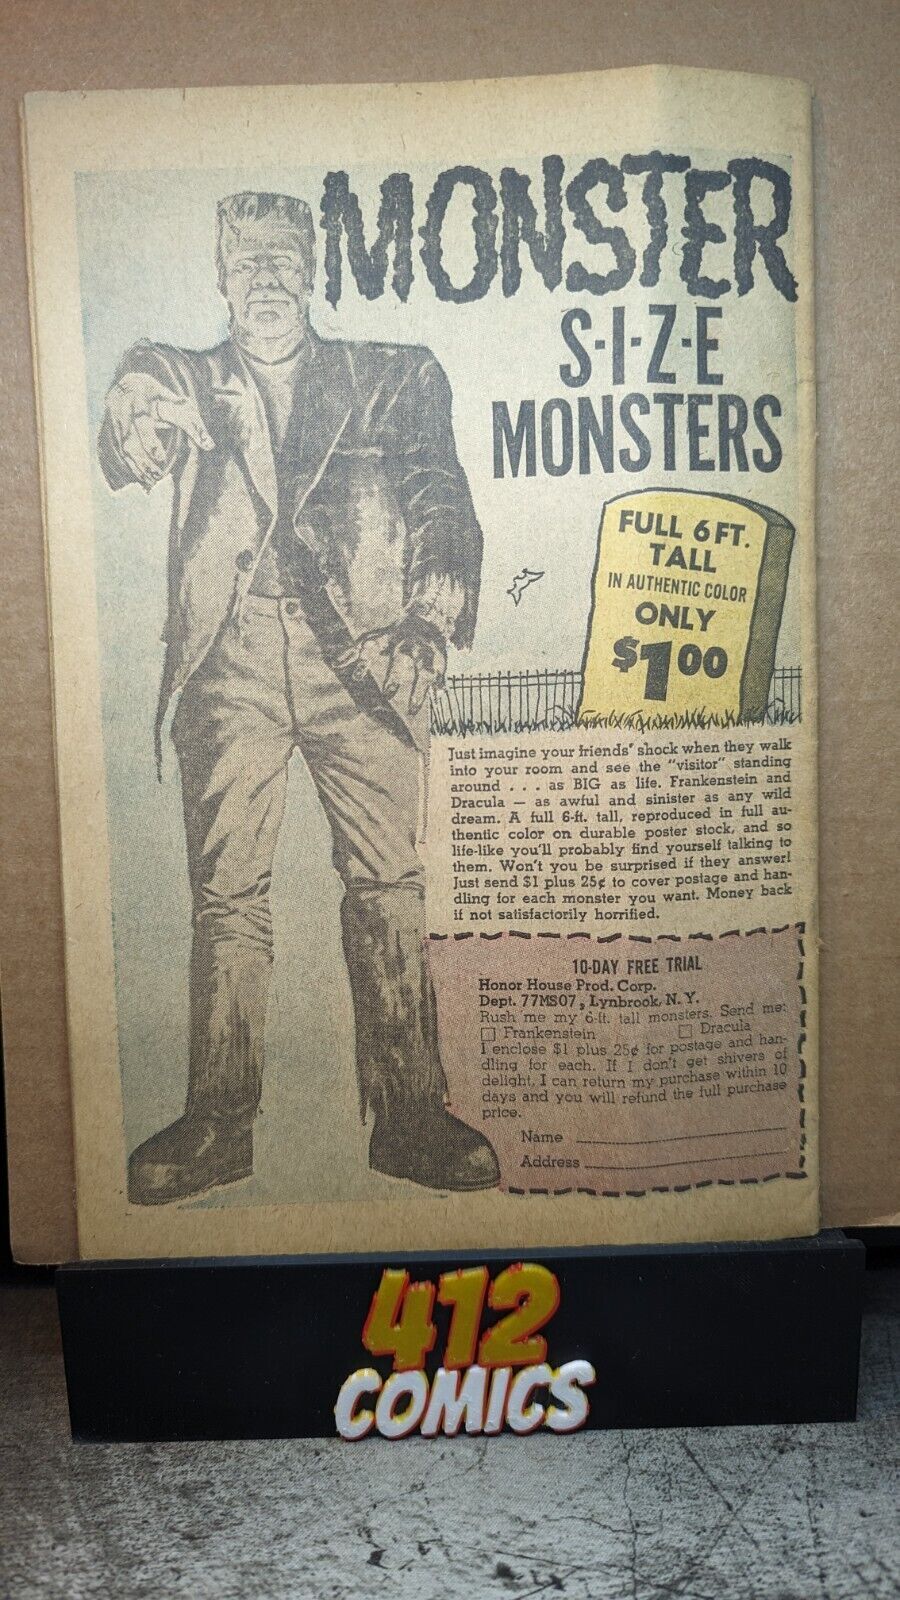 MONSTER
S-I-Z-E
MONSTERS
FULL 6 FT.
TALL
IN AUTHENTIC COLOR
ONLY
$1.00
Just imagine your friends' shock when they walk
into your room and see the "visitor" standing
around . . . as BIG as life. Frankenstein and
Dracula — as awful and sinister as any wild
dream. A full 6-ft. tall, reproduced in full au-
thentic color on durable poster stock, and so
life-like you'll probably find yourself talking to
them. Won't you be surprised if they answer!
Just send $1 plus 25¢ to cover postage and han-
dling for each monster you want. Money back
if not satisfactorily horrified.
10-DAY FREE TRIAL
Honor House Prod. Corp.
Dept. 77MS07, Lynbrook, N. Y.
Rush me my 6-ft. tall monsters. Send me:
☐ Frankenstein ☐ Dracula
I enclose $1 plus 25¢ for postage and han-
dling for each. If I don't get shivers of
delight, I can return my purchase within 10
days and you will refund the full purchase
price.
Name
Address
412
COMICS